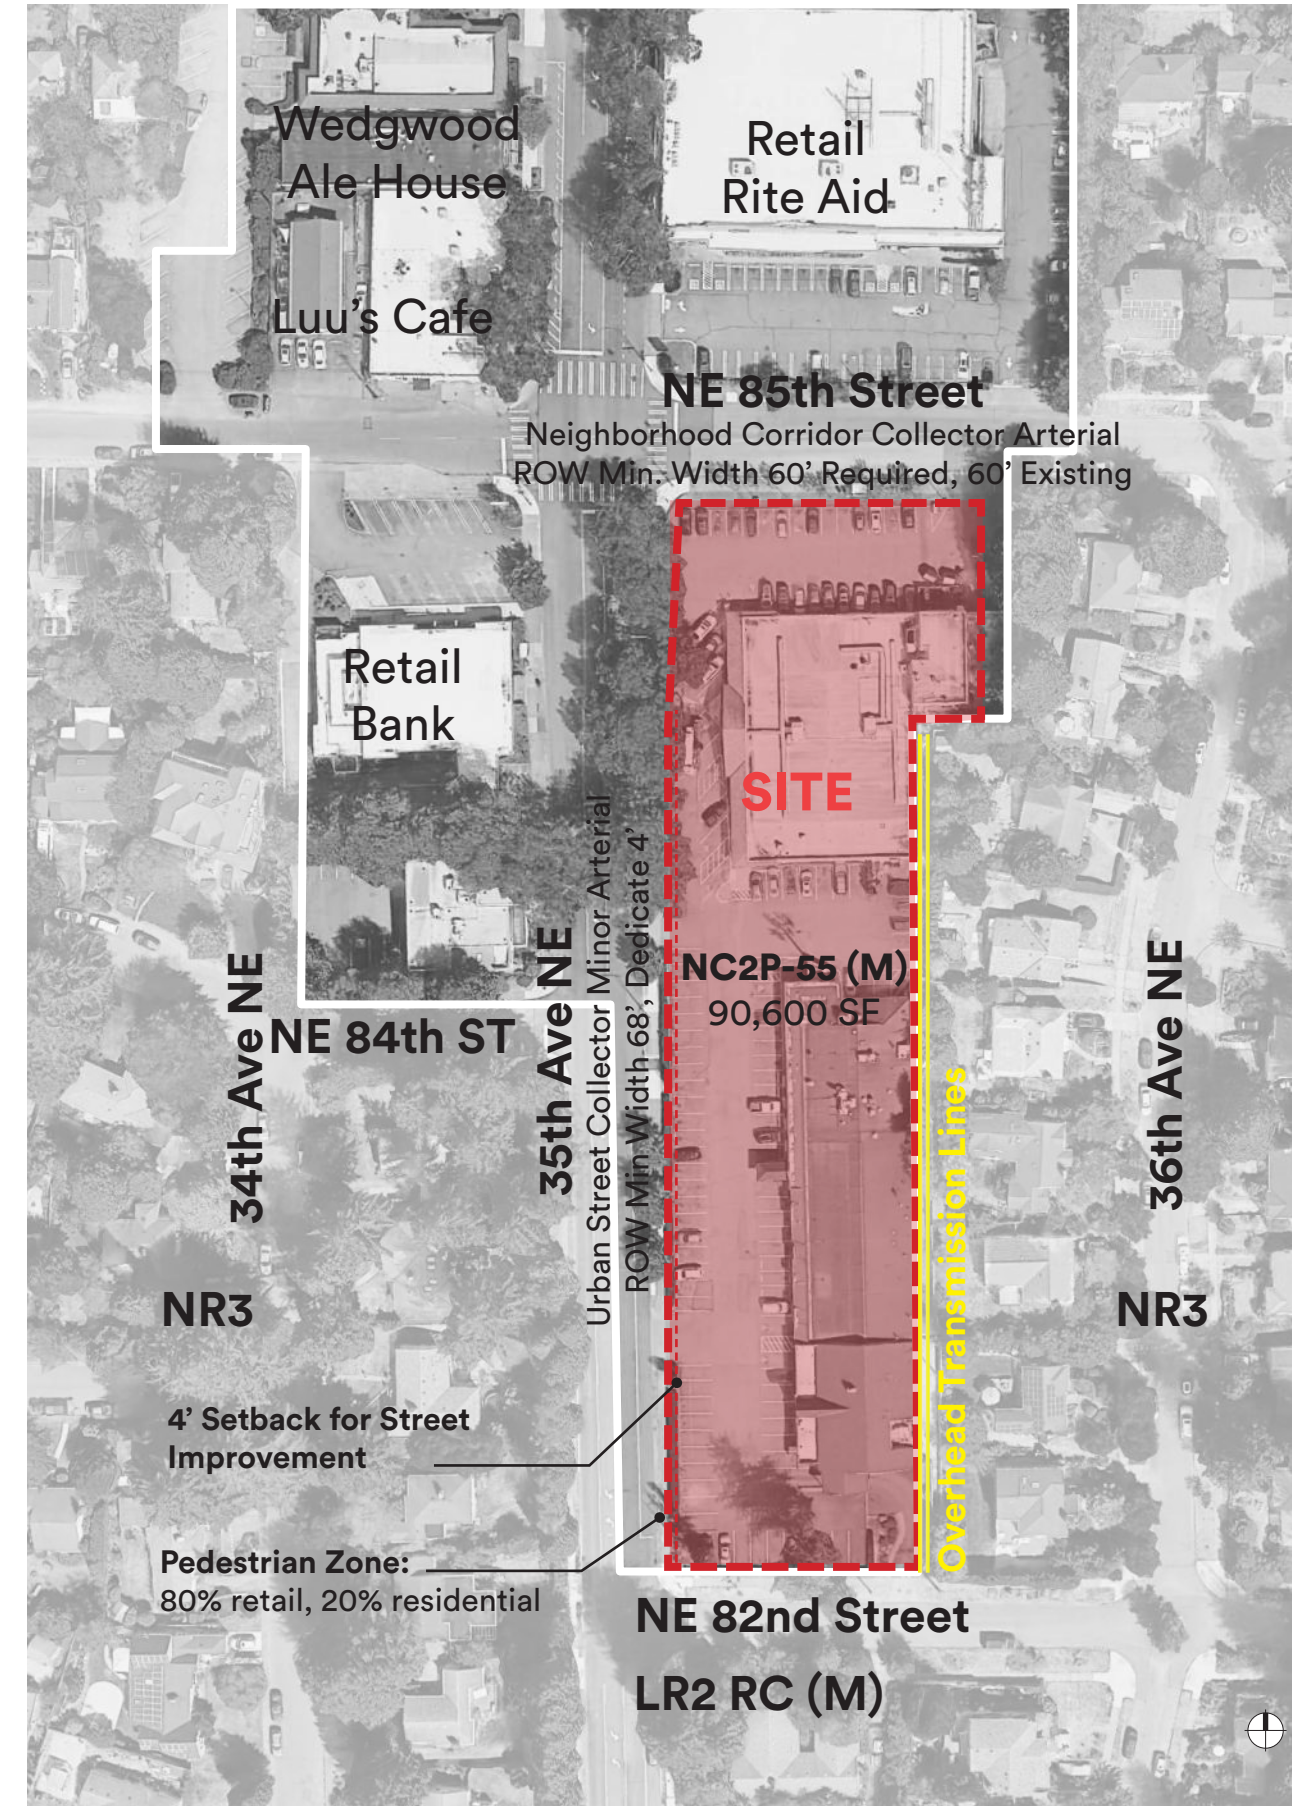 Wedgwood
Ale House
Retail
Rite Aid
Luu's Cafe
NE 85th Street
Neighborhood Corridor Collector Arterial
ROW Min. Width 60' Required, 60' Existing
Retail
Bank
SITE
NC2P-55 (M)
90,600 SF
34th Ave NE
NE 84th ST
35th Ave NE
Urban Street Collector Minor Arterial
ROW Min Width 68', Dedicate 4'
Overhead Transmission Lines
36th Ave NE
NR3
NR3
4' Setback for Street
Improvement
Pedestrian Zone:
80% retail, 20% residential
NE 82nd Street
LR2 RC (M)